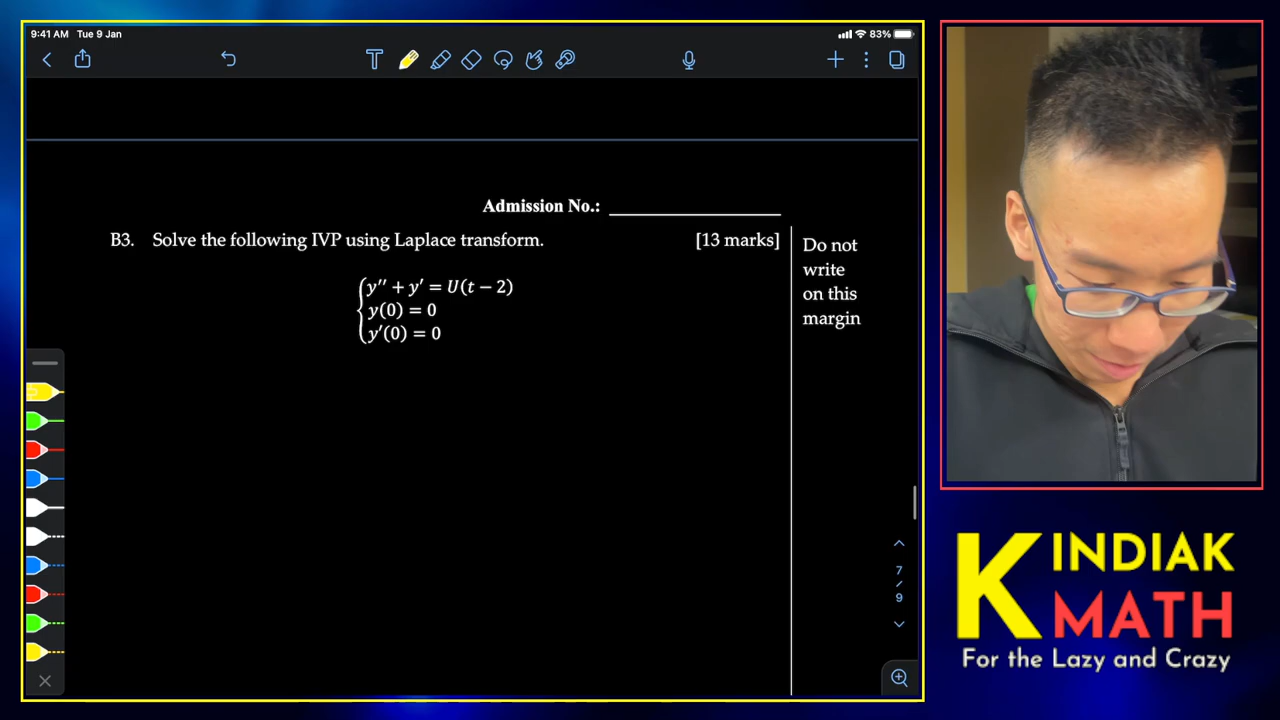 9:41 AM Tue 9 Jan
83%
Admission No.: ____________
B3. Solve the following IVP using Laplace transform. [13 marks]
y′′ + y′ = U(t − 2)
y(0) = 0
y′(0) = 0
Do not
write
on this
margin
7
/
9
KINDIAK
MATH
For the Lazy and Crazy